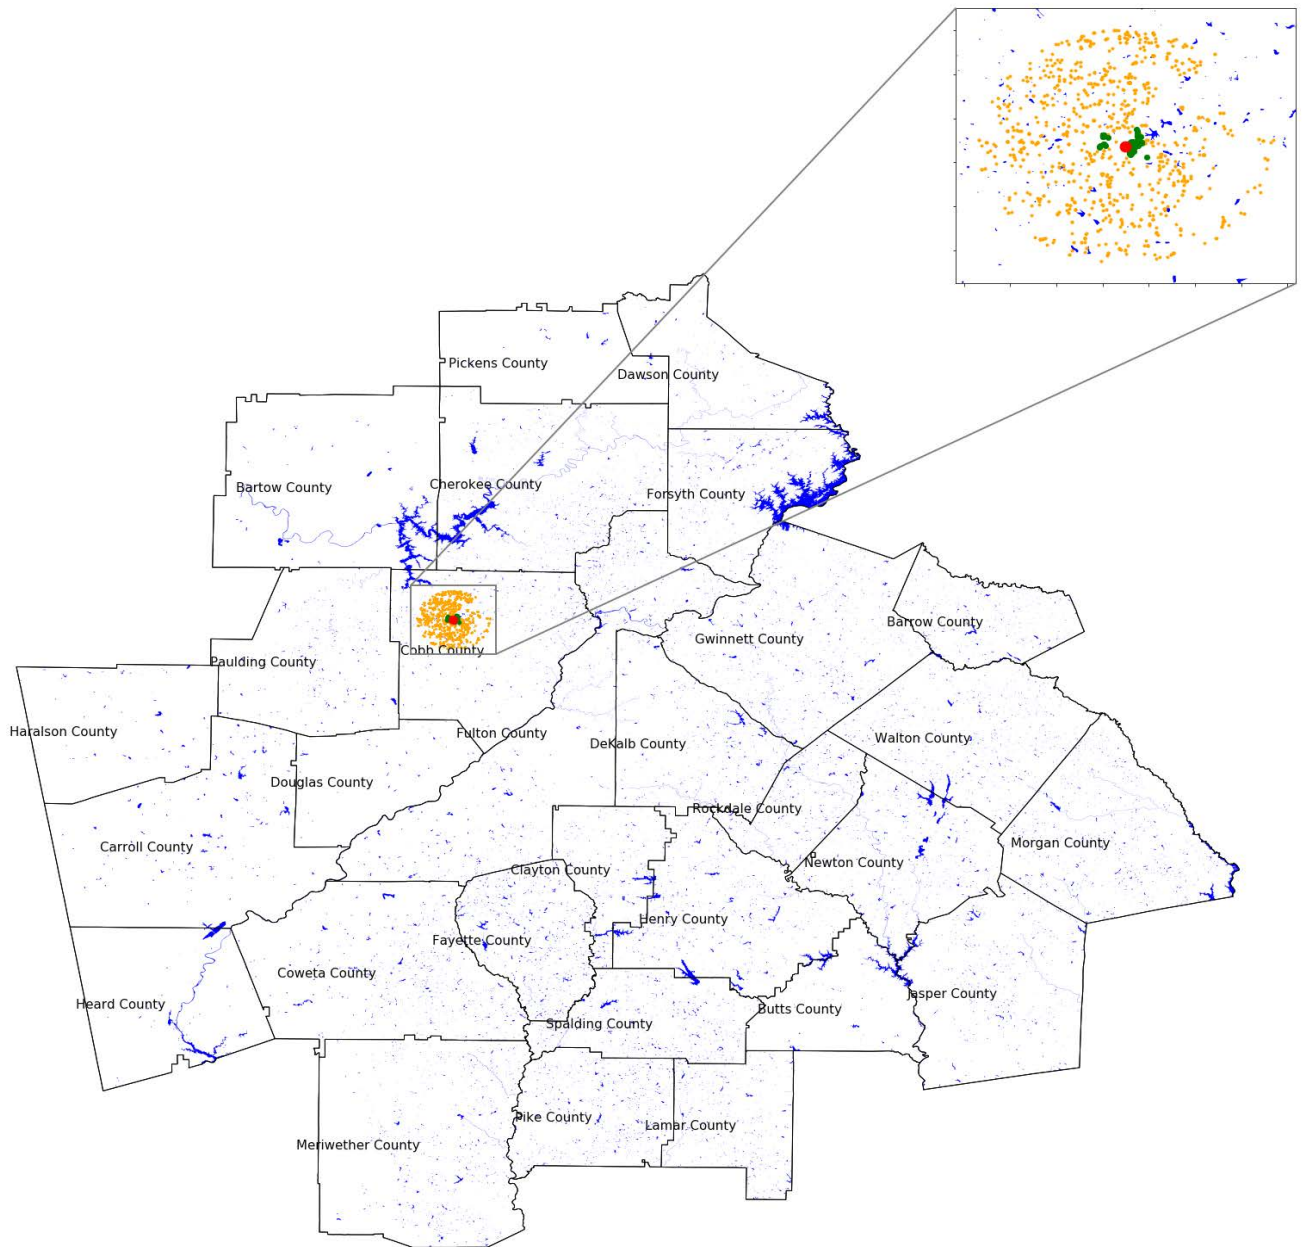 Pickens County
Dawson County
Bartow County
Cherokee County
Forsyth County
Gwinnett County
Barrow County
Cobb County
Paulding County
Haralson County
Fulton County
DeKalb County
Walton County
Douglas County
Rockdale County
Carroll County
Morgan County
Clayton County
Newton County
Henry County
Fayette County
Coweta County
Jasper County
Heard County
Butts County
Spalding County
Pike County
Lamar County
Meriwether County